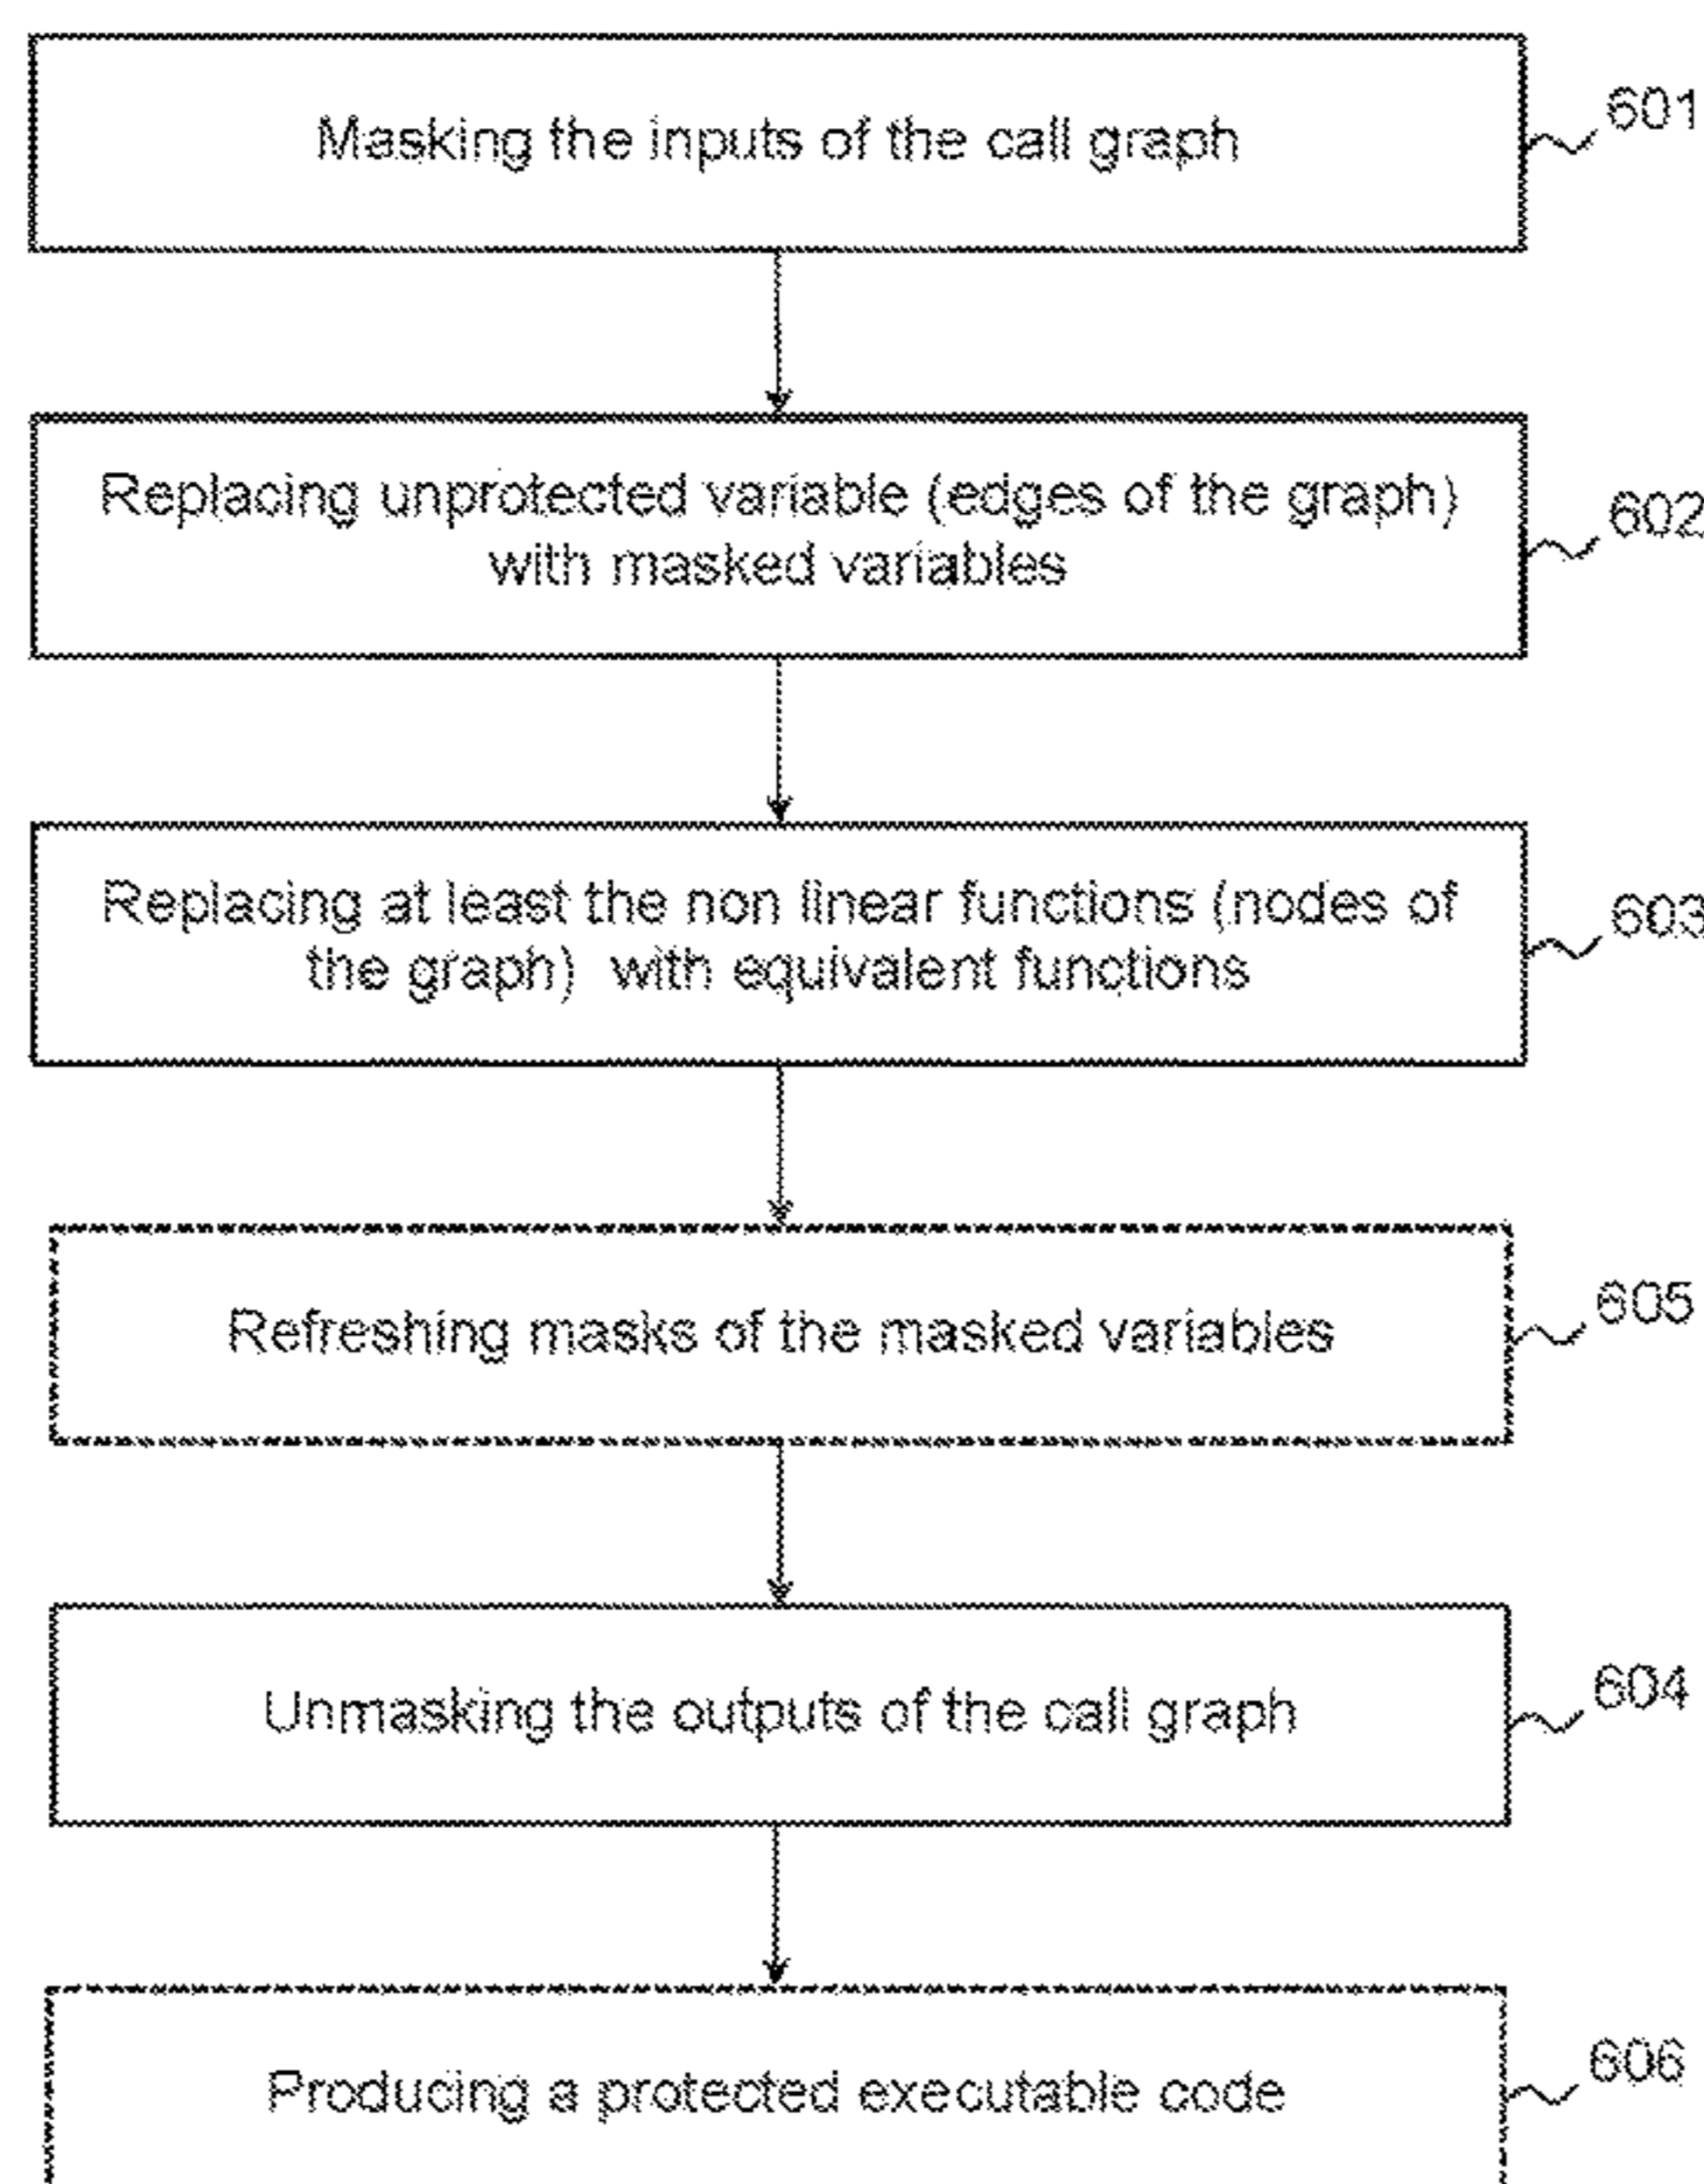 Masking the inputs of the call graph
601
Replacing unprotected variable (edges of the graph)
with masked variables
602
Replacing at least the non linear functions (nodes of
the graph) with equivalent functions
603
Refreshing masks of the masked variables
605
Unmasking the outputs of the call graph
604
Producing a protected executable code
606